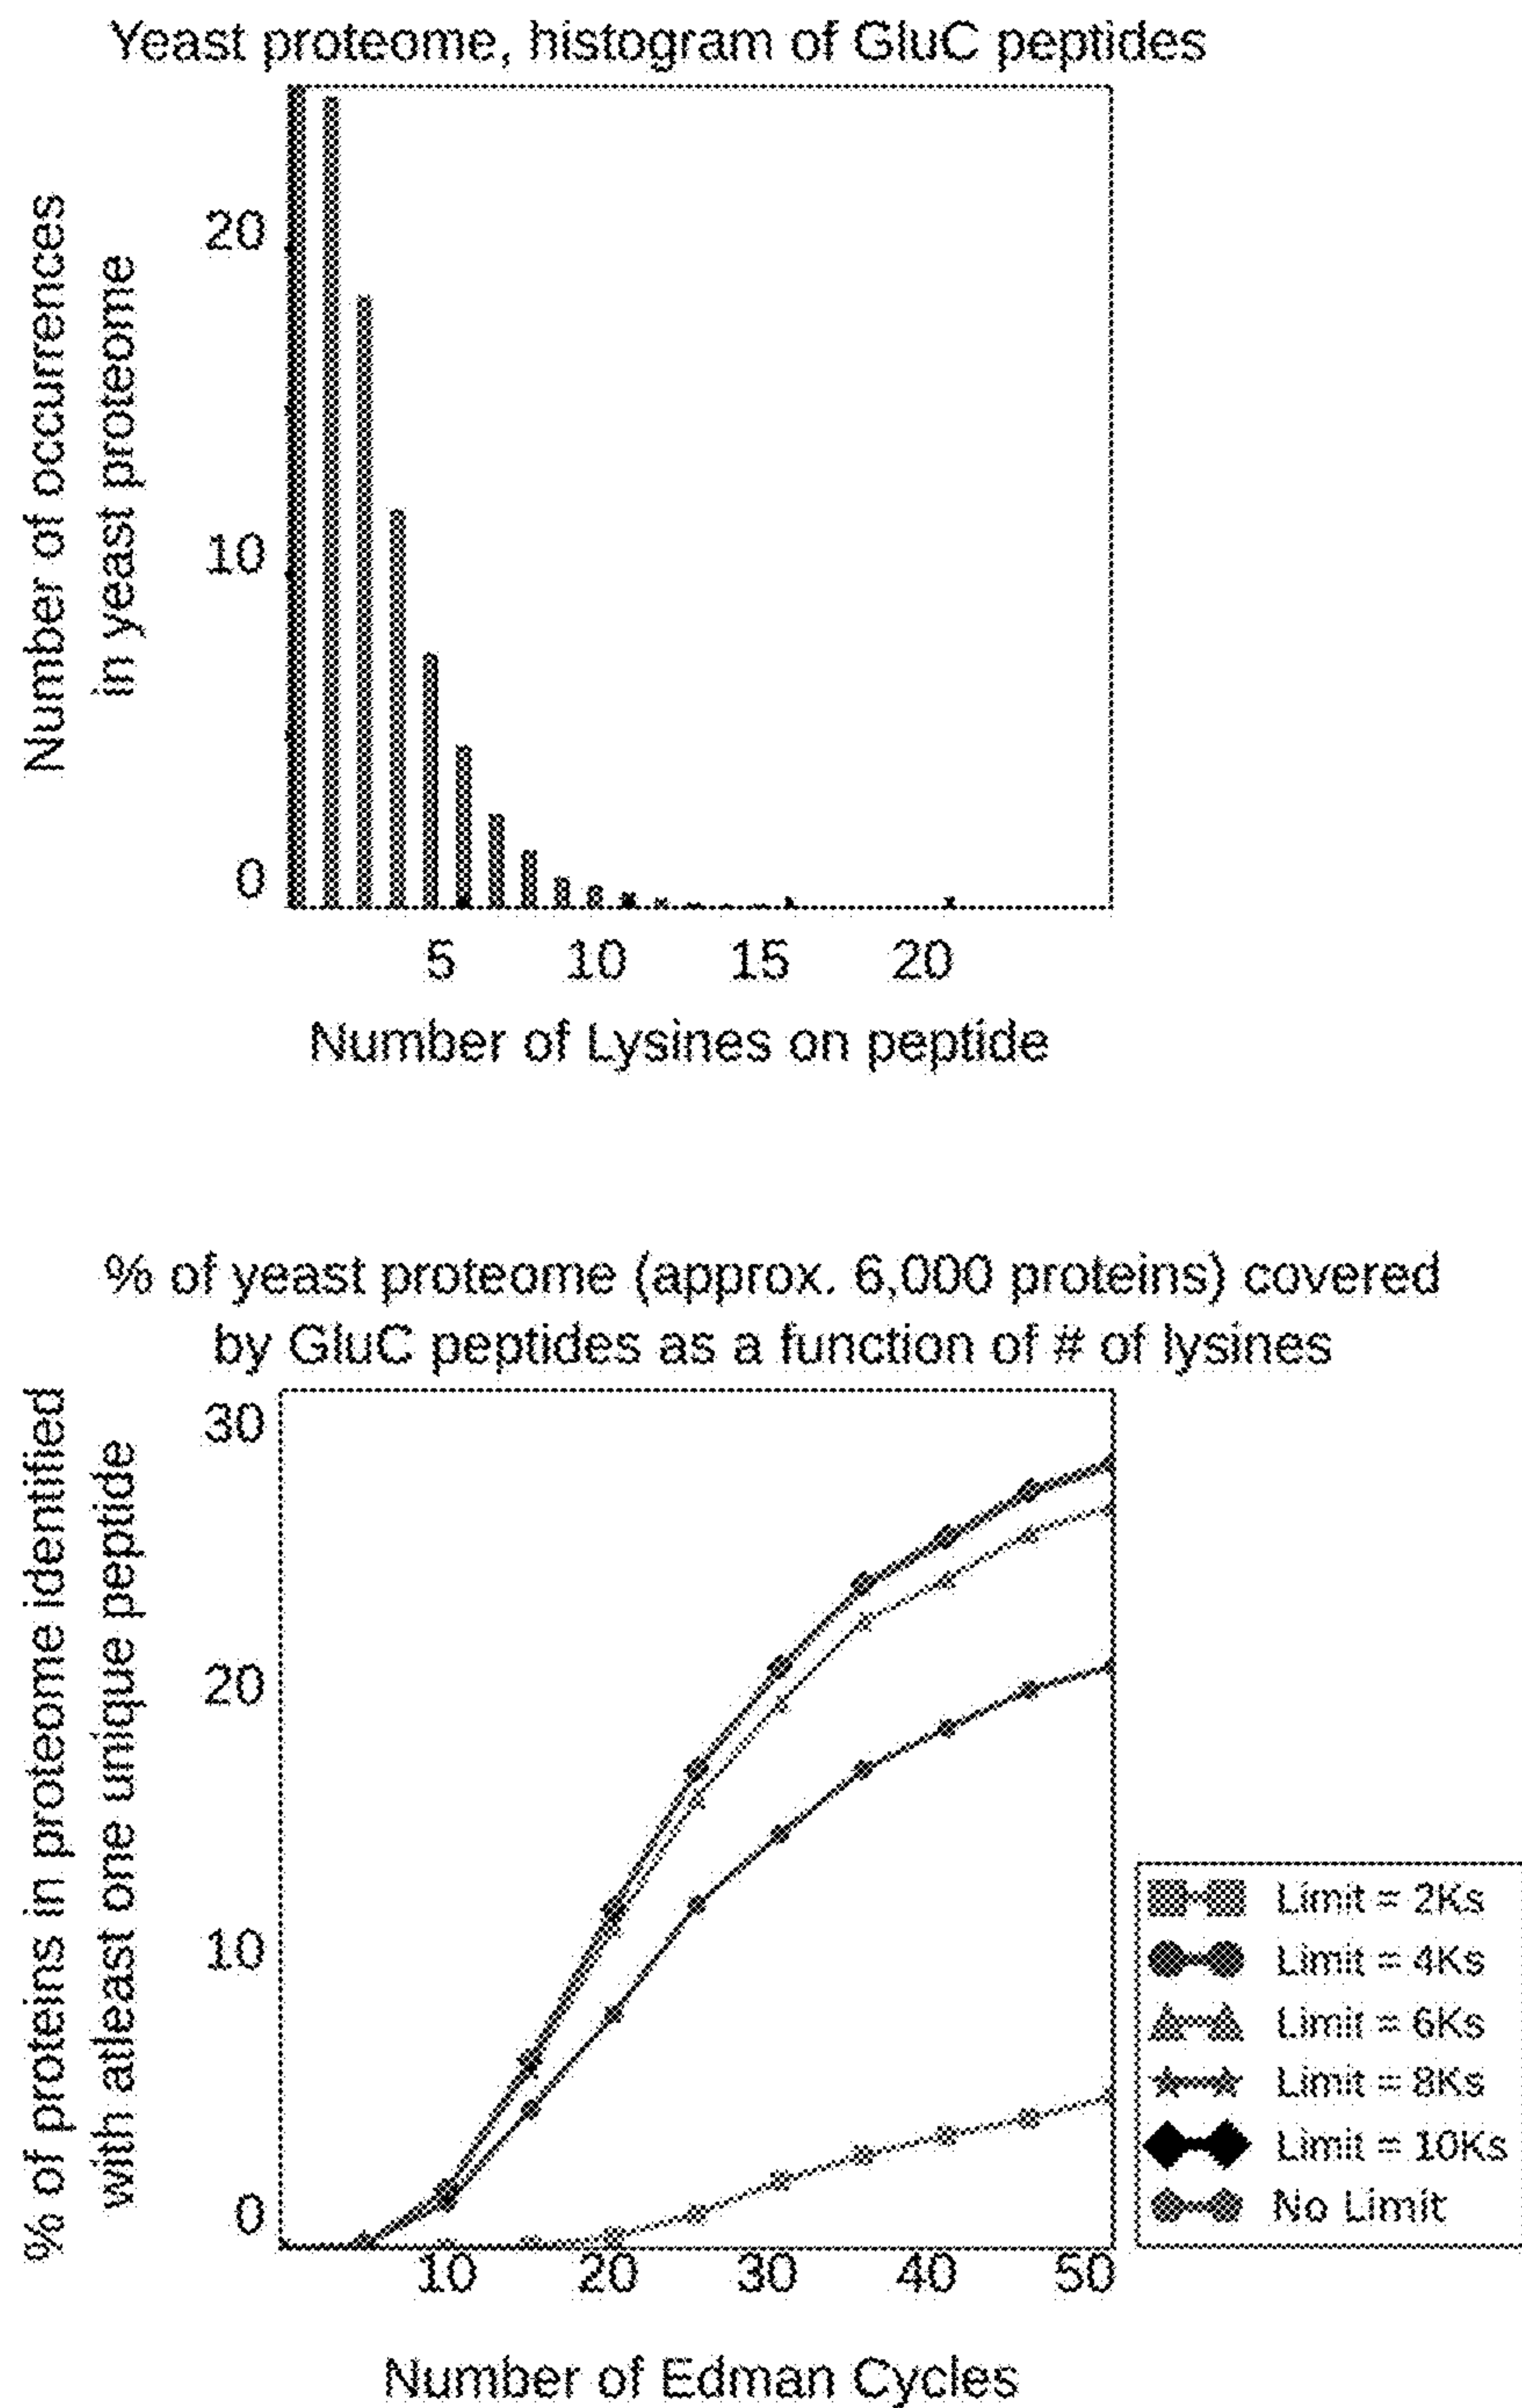 Yeast proteome, histogram of GluC peptides
Number of occurrences
in yeast proteome
20
10
0
5 10 15 20
Number of Lysines on peptide
% of yeast proteome (approx. 6,000 proteins) covered
by GluC peptides as a function of # of lysines
% of proteins in proteome identified
with atleast one unique peptide
30
20
10
0
10 20 30 40 50
Number of Edman Cycles
Limit = 2Ks
Limit = 4Ks
Limit = 6Ks
Limit = 8Ks
Limit = 10Ks
No Limit